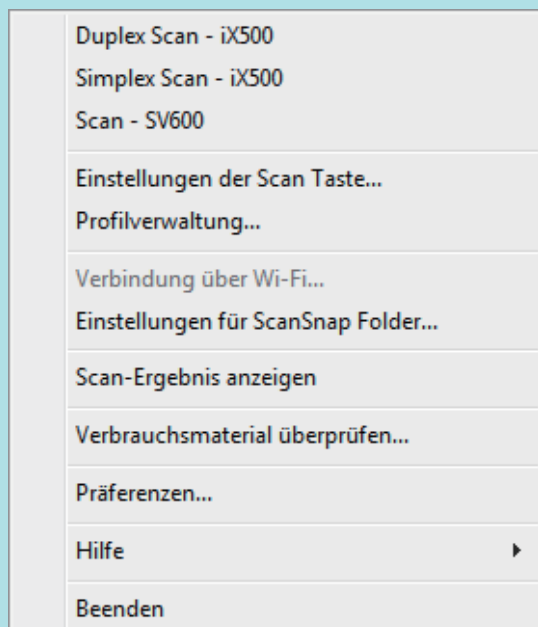 Duplex Scan - iX500
Simplex Scan - iX500
Scan - SV600
Einstellungen der Scan Taste...
Profilverwaltung...
Verbindung über Wi-Fi...
Einstellungen für ScanSnap Folder...
Scan-Ergebnis anzeigen
Verbrauchsmaterial überprüfen...
Präferenzen...
Hilfe
Beenden